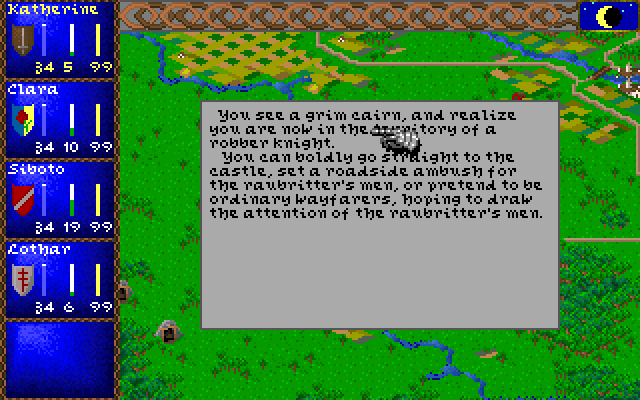 Katherine
34 5 99
Clara
34 10 99
Siboto
34 19 99
Lothar
34 6 99
You see a grim cairn, and realize
you are now in the territory of a
robber knight.
You can boldly go straight to the
castle, set a roadside ambush for
the raubritter's men, or pretend to be
ordinary wayfarers, hoping to draw
the attention of the raubritter's men.